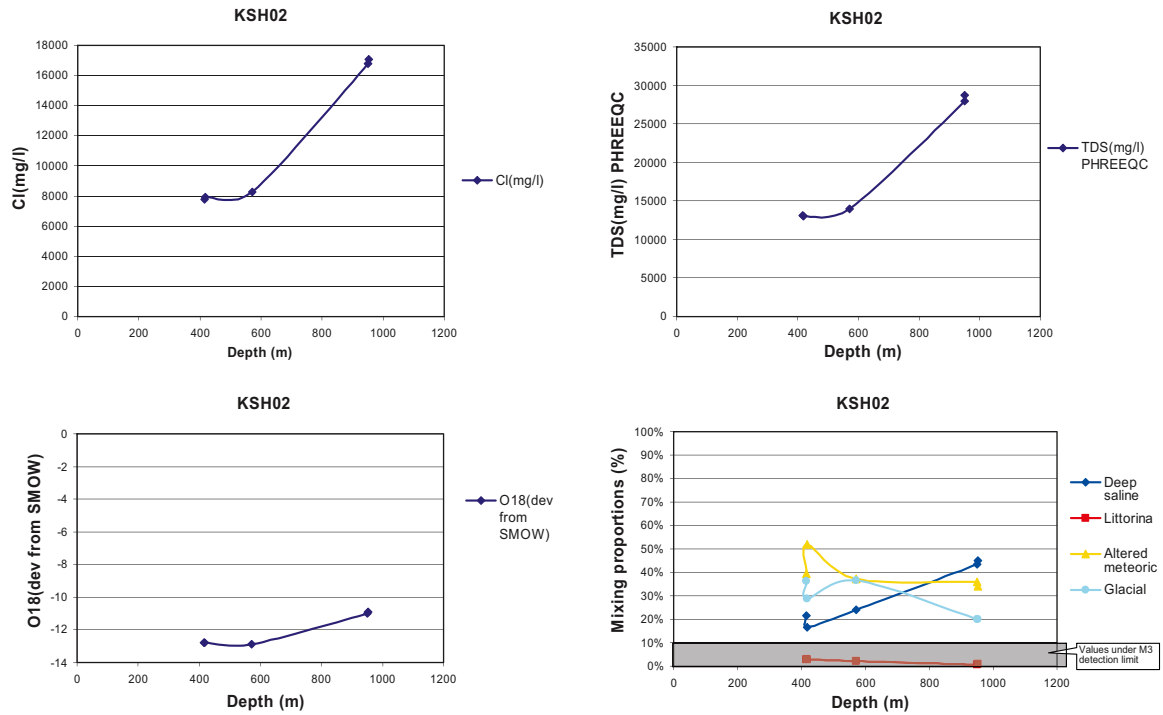 KSH02
Cl(mg/l)
18000
16000
14000
12000
10000
8000
6000
4000
2000
0
0 200 400 600 800 1000 1200
Depth (m)
Cl(mg/l)
KSH02
TDS(mg/l) PHREEQC
35000
30000
25000
20000
15000
10000
5000
0
0 200 400 600 800 1000 1200
Depth (m)
TDS(mg/l)
PHREEQC
KSH02
O18(dev from SMOW)
0
-2
-4
-6
-8
-10
-12
-14
0 200 400 600 800 1000 1200
Depth (m)
O18(dev
from
SMOW)
KSH02
Mixing proportions (%)
100%
90%
80%
70%
60%
50%
40%
30%
20%
10%
0%
0 200 400 600 800 1000 1200
Depth (m)
Deep
saline
Littorina
Altered
meteoric
Glacial
Values under M3
detection limit